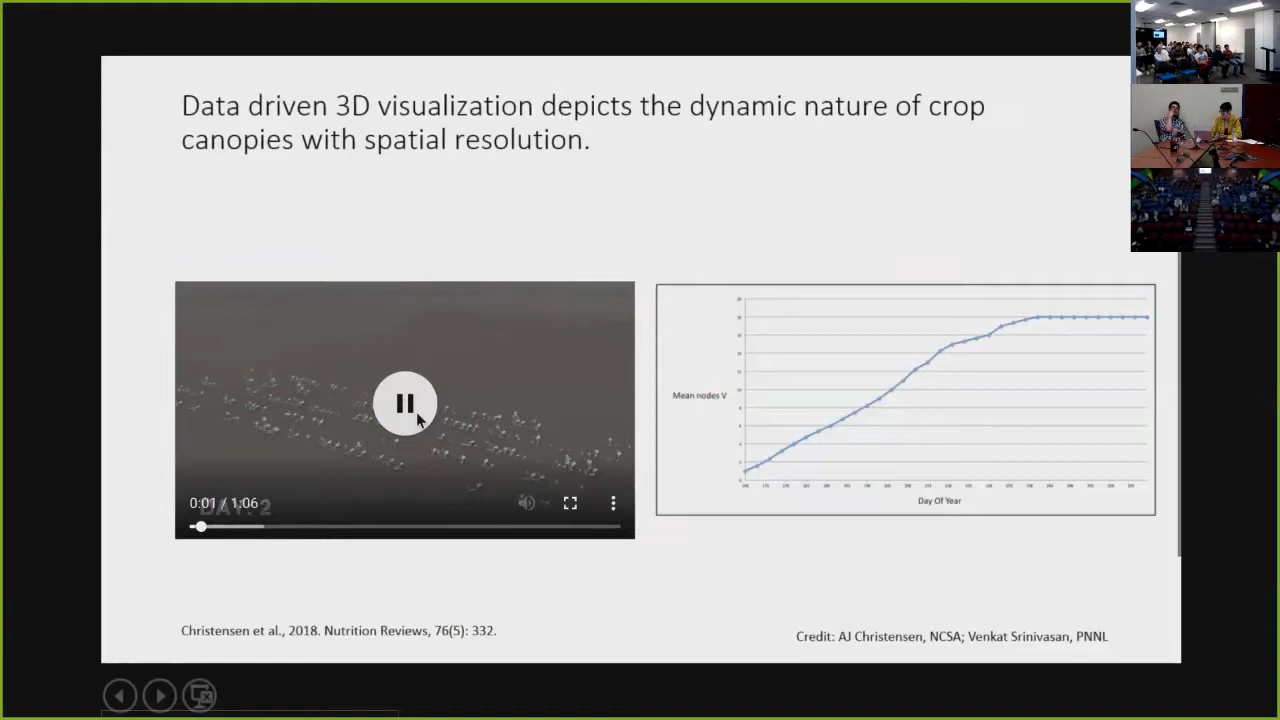 Data driven 3D visualization depicts the dynamic nature of crop
canopies with spatial resolution.
0:01 / 1:06
DAY: 2
Mean nodes V
Day Of Year
Christensen et al., 2018. Nutrition Reviews, 76(5): 332.
Credit: AJ Christensen, NCSA; Venkat Srinivasan, PNNL